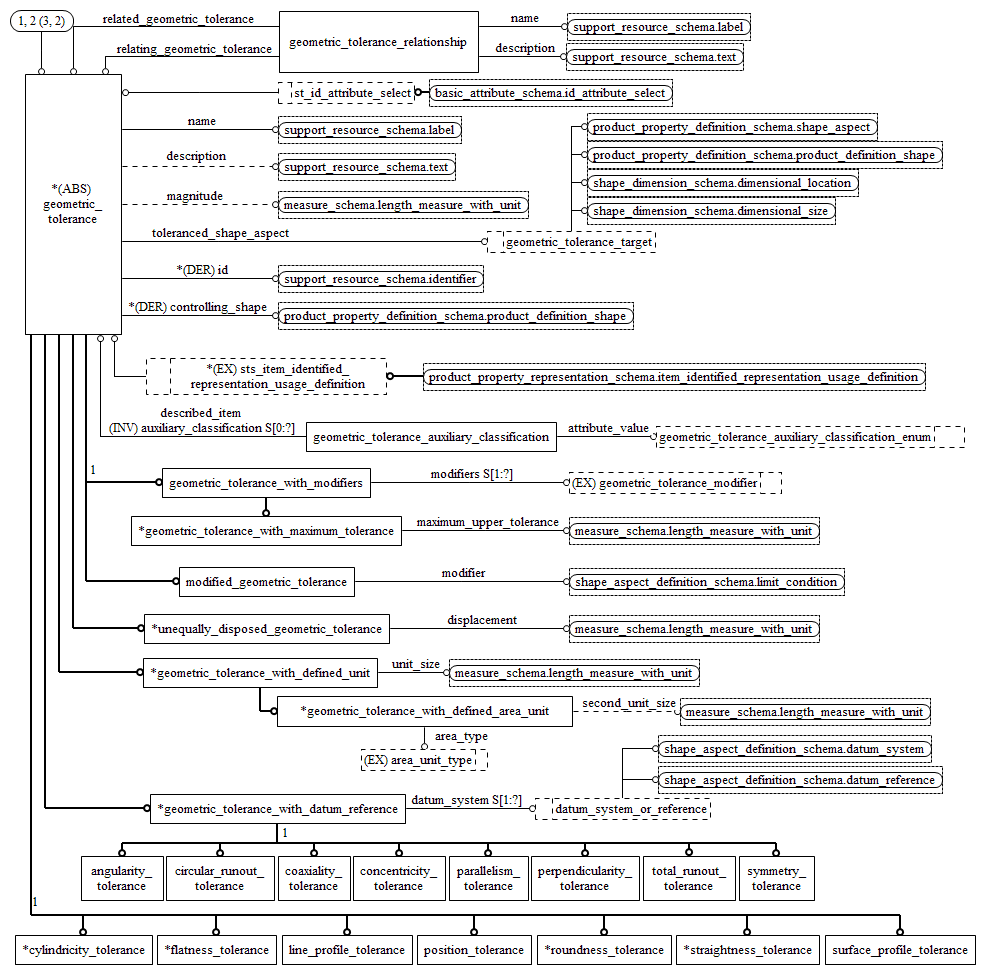 1, 2 (3, 2)
related_geometric_tolerance
relating_geometric_tolerance
geometric_tolerance_relationship
name
support_resource_schema.label
description
support_resource_schema.text
*(ABS)
geometric_
tolerance
st_id_attribute_select
basic_attribute_schema.id_attribute_select
name
support_resource_schema.label
description
support_resource_schema.text
magnitude
measure_schema.length_measure_with_unit
product_property_definition_schema.shape_aspect
product_property_definition_schema.product_definition_shape
shape_dimension_schema.dimensional_location
shape_dimension_schema.dimensional_size
toleranced_shape_aspect
geometric_tolerance_target
*(DER) id
support_resource_schema.identifier
*(DER) controlling_shape
product_property_definition_schema.product_definition_shape
*(EX) sts_item_identified_
representation_usage_definition
product_property_representation_schema.item_identified_representation_usage_definition
described_item
(INV) auxiliary_classification S[0:?]
geometric_tolerance_auxiliary_classification
attribute_value
geometric_tolerance_auxiliary_classification_enum
1
geometric_tolerance_with_modifiers
modifiers S[1:?]
(EX) geometric_tolerance_modifier
*geometric_tolerance_with_maximum_tolerance
maximum_upper_tolerance
measure_schema.length_measure_with_unit
modified_geometric_tolerance
modifier
shape_aspect_definition_schema.limit_condition
*unequally_disposed_geometric_tolerance
displacement
measure_schema.length_measure_with_unit
*geometric_tolerance_with_defined_unit
unit_size
measure_schema.length_measure_with_unit
*geometric_tolerance_with_defined_area_unit
second_unit_size
measure_schema.length_measure_with_unit
area_type
(EX) area_unit_type
shape_aspect_definition_schema.datum_system
shape_aspect_definition_schema.datum_reference
*geometric_tolerance_with_datum_reference
datum_system S[1:?]
datum_system_or_reference
1
angularity_
tolerance
circular_runout_
tolerance
coaxiality_
tolerance
concentricity_
tolerance
parallelism_
tolerance
perpendicularity_
tolerance
total_runout_
tolerance
symmetry_
tolerance
1
*cylindricity_tolerance
*flatness_tolerance
line_profile_tolerance
position_tolerance
*roundness_tolerance
*straightness_tolerance
surface_profile_tolerance